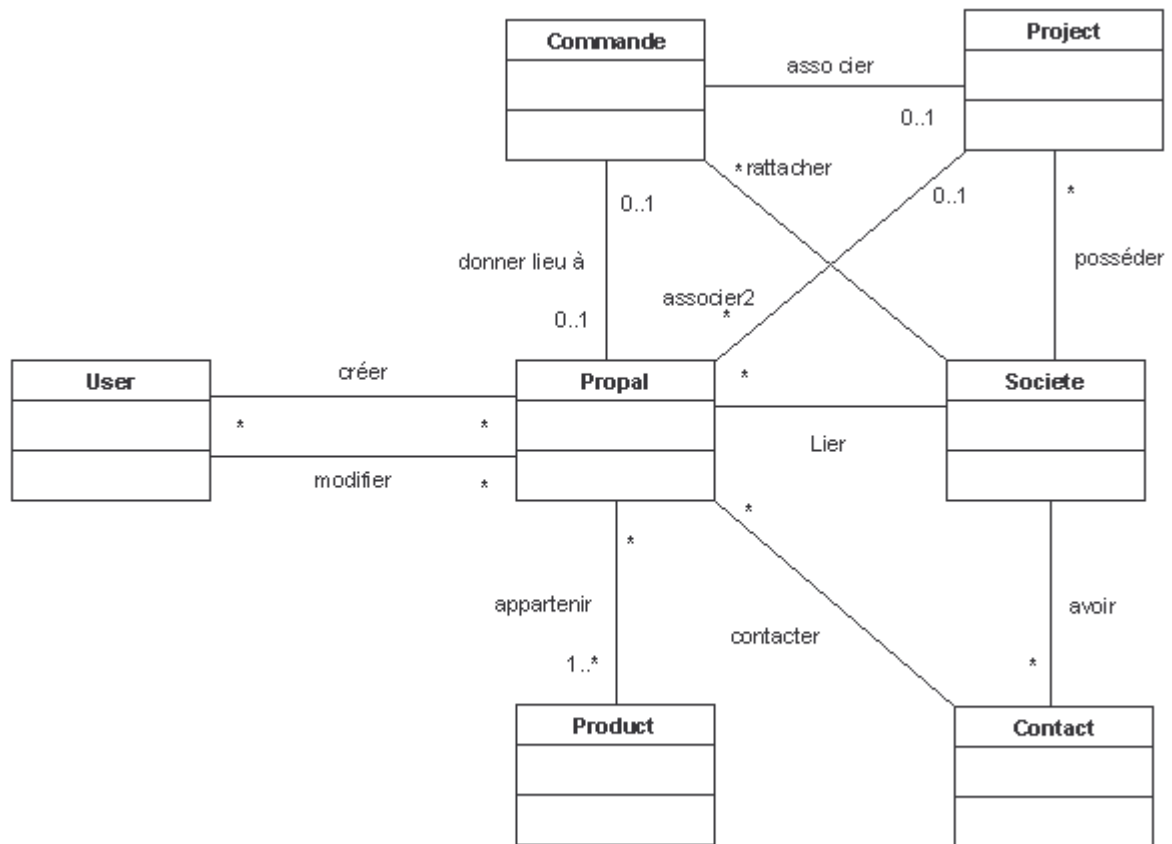 Commande
Project
asso cier
0..1
* rattacher
0..1
0..1
*
donner lieu à
posséder
associer2
*
0..1
User
créer
Propal
*
Societe
*
*
Lier
modifier
*
*
*
*
appartenir
avoir
contacter
1..*
*
Product
Contact